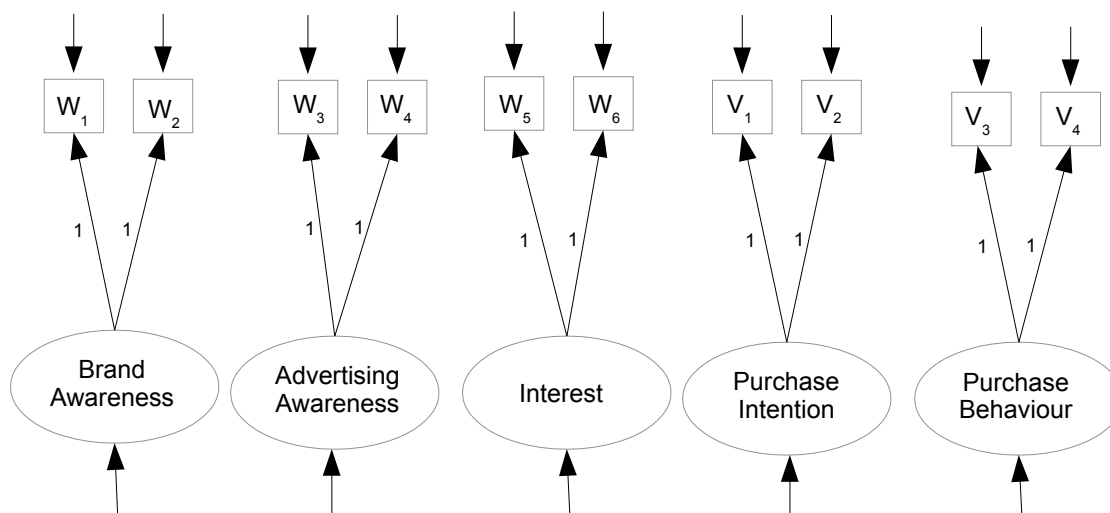 W1
W2
W3
W4
W5
W6
V1
V2
V3
V4
1
1
1
1
1
1
1
1
1
1
Brand
Awareness
Advertising
Awareness
Interest
Purchase
Intention
Purchase
Behaviour